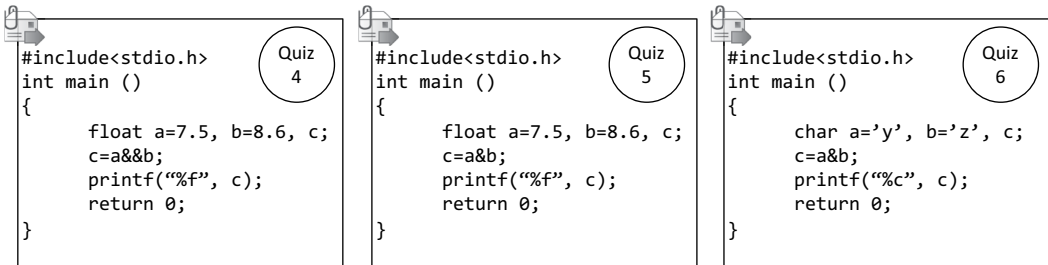 Quiz
4
#include<stdio.h>
int main ()
{
float a=7.5, b=8.6, c;
c=a&&b;
printf(“%f”, c);
return 0;
}
Quiz
5
#include<stdio.h>
int main ()
{
float a=7.5, b=8.6, c;
c=a&b;
printf(“%f”, c);
return 0;
}
Quiz
6
#include<stdio.h>
int main ()
{
char a=’y’, b=’z’, c;
c=a&b;
printf(“%c”, c);
return 0;
}